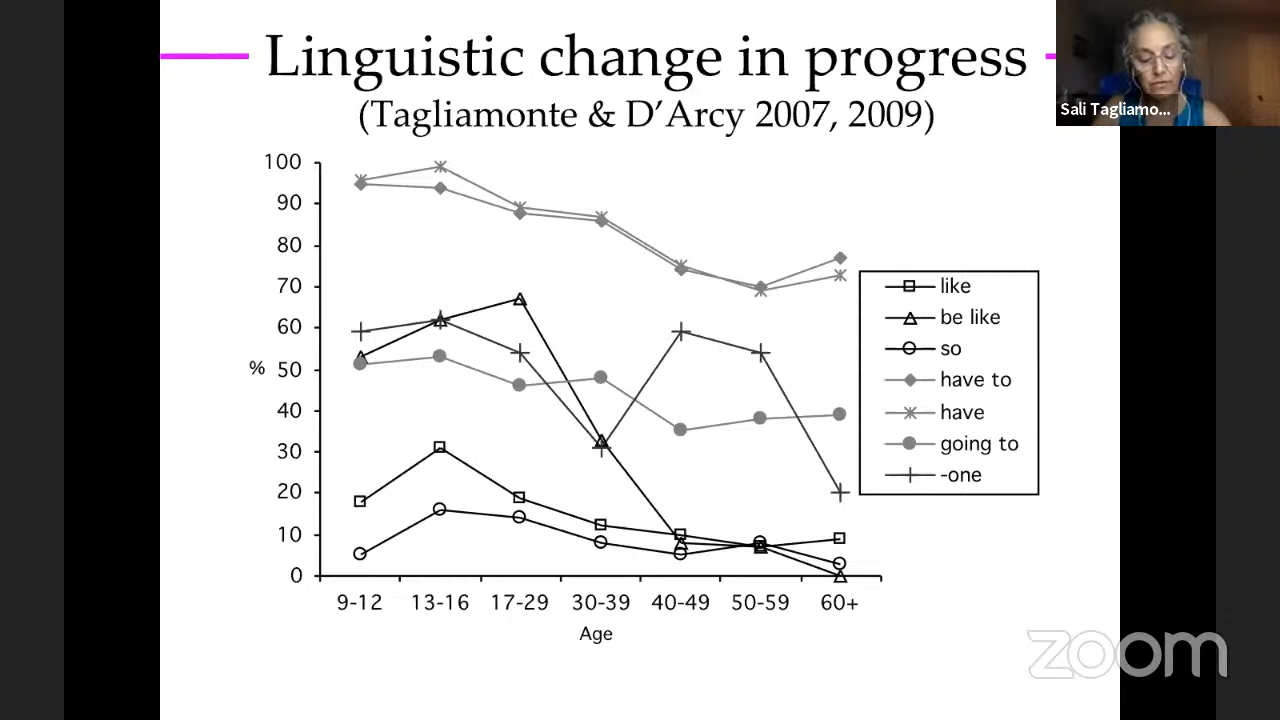 Linguistic change in progress
(Tagliamonte & D’Arcy 2007, 2009)
Sali Tagliamo...
100
90
80
70
60
50
40
30
20
10
0
%
like
be like
so
have to
have
going to
-one
9-12 13-16 17-29 30-39 40-49 50-59 60+
Age
zoom